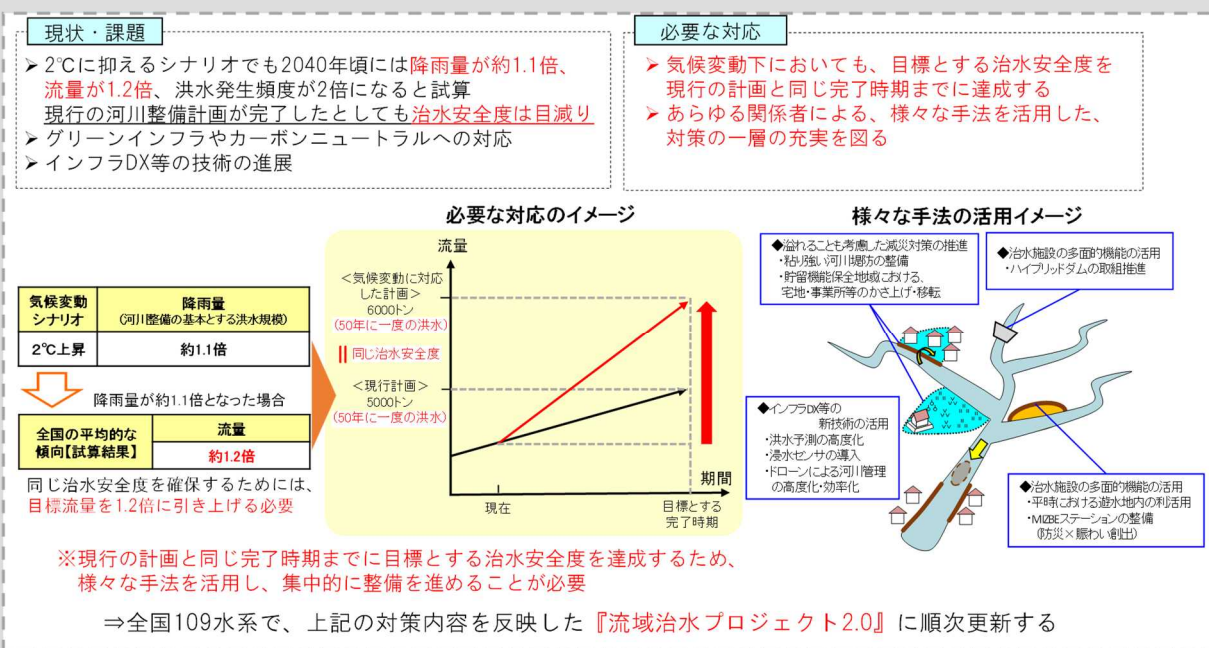 現状・課題
➢ 2℃に抑えるシナリオでも2040年頃には降雨量が約1.1倍、
流量が1.2倍、洪水発生頻度が2倍になると試算
現行の河川整備計画が完了したとしても治水安全度は目減り
➢ グリーンインフラやカーボンニュートラルへの対応
➢ インフラDX等の技術の進展
必要な対応
➢ 気候変動下においても、目標とする治水安全度を
現行の計画と同じ完了時期までに達成する
➢ あらゆる関係者による、様々な手法を活用した、
対策の一層の充実を図る
気候変動
シナリオ
降雨量
(河川整備の基本とする洪水規模)
2℃上昇
約1.1倍
降雨量が約1.1倍となった場合
全国の平均的な
傾向【試算結果】
流量
約1.2倍
同じ治水安全度を確保するためには、
目標流量を1.2倍に引き上げる必要
必要な対応のイメージ
流量
＜気候変動に対応
した計画＞
6000トン
(50年に一度の洪水)
同じ治水安全度
＜現行計画＞
5000トン
(50年に一度の洪水)
期間
現在
目標とする
完了時期
様々な手法の活用イメージ
◆溢れることも考慮した減災対策の推進
・粘り強い河川堤防の整備
・貯留機能保全地域における、
宅地・事業所等のかさ上げ・移転
◆治水施設の多面的機能の活用
・ハイブリッドダムの取組推進
◆インフラDX等の
新技術の活用
・洪水予測の高度化
・浸水センサの導入
・ドローンによる河川管理
の高度化・効率化
◆治水施設の多面的機能の活用
・平時における遊水地内の利活用
・MIZBEステーションの整備
(防災×賑わい創出)
※現行の計画と同じ完了時期までに目標とする治水安全度を達成するため、
様々な手法を活用し、集中的に整備を進めることが必要
⇒全国109水系で、上記の対策内容を反映した『流域治水プロジェクト2.0』に順次更新する